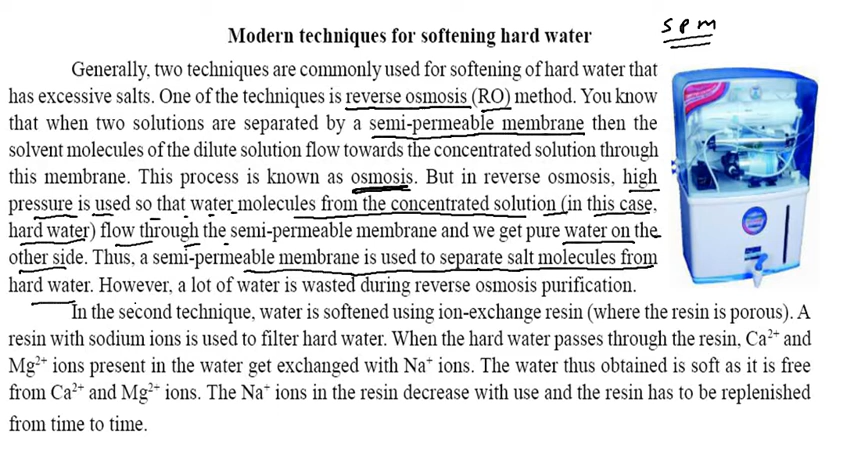 Modern techniques for softening hard water
SPM
Generally, two techniques are commonly used for softening of hard water that
has excessive salts. One of the techniques is reverse osmosis (RO) method. You know
that when two solutions are separated by a semi-permeable membrane then the
solvent molecules of the dilute solution flow towards the concentrated solution through
this membrane. This process is known as osmosis. But in reverse osmosis, high
pressure is used so that water molecules from the concentrated solution (in this case,
hard water) flow through the semi-permeable membrane and we get pure water on the
other side. Thus, a semi-permeable membrane is used to separate salt molecules from
hard water. However, a lot of water is wasted during reverse osmosis purification.
In the second technique, water is softened using ion-exchange resin (where the resin is porous). A
resin with sodium ions is used to filter hard water. When the hard water passes through the resin, Ca²⁺ and
Mg²⁺ ions present in the water get exchanged with Na⁺ ions. The water thus obtained is soft as it is free
from Ca²⁺ and Mg²⁺ ions. The Na⁺ ions in the resin decrease with use and the resin has to be replenished
from time to time.